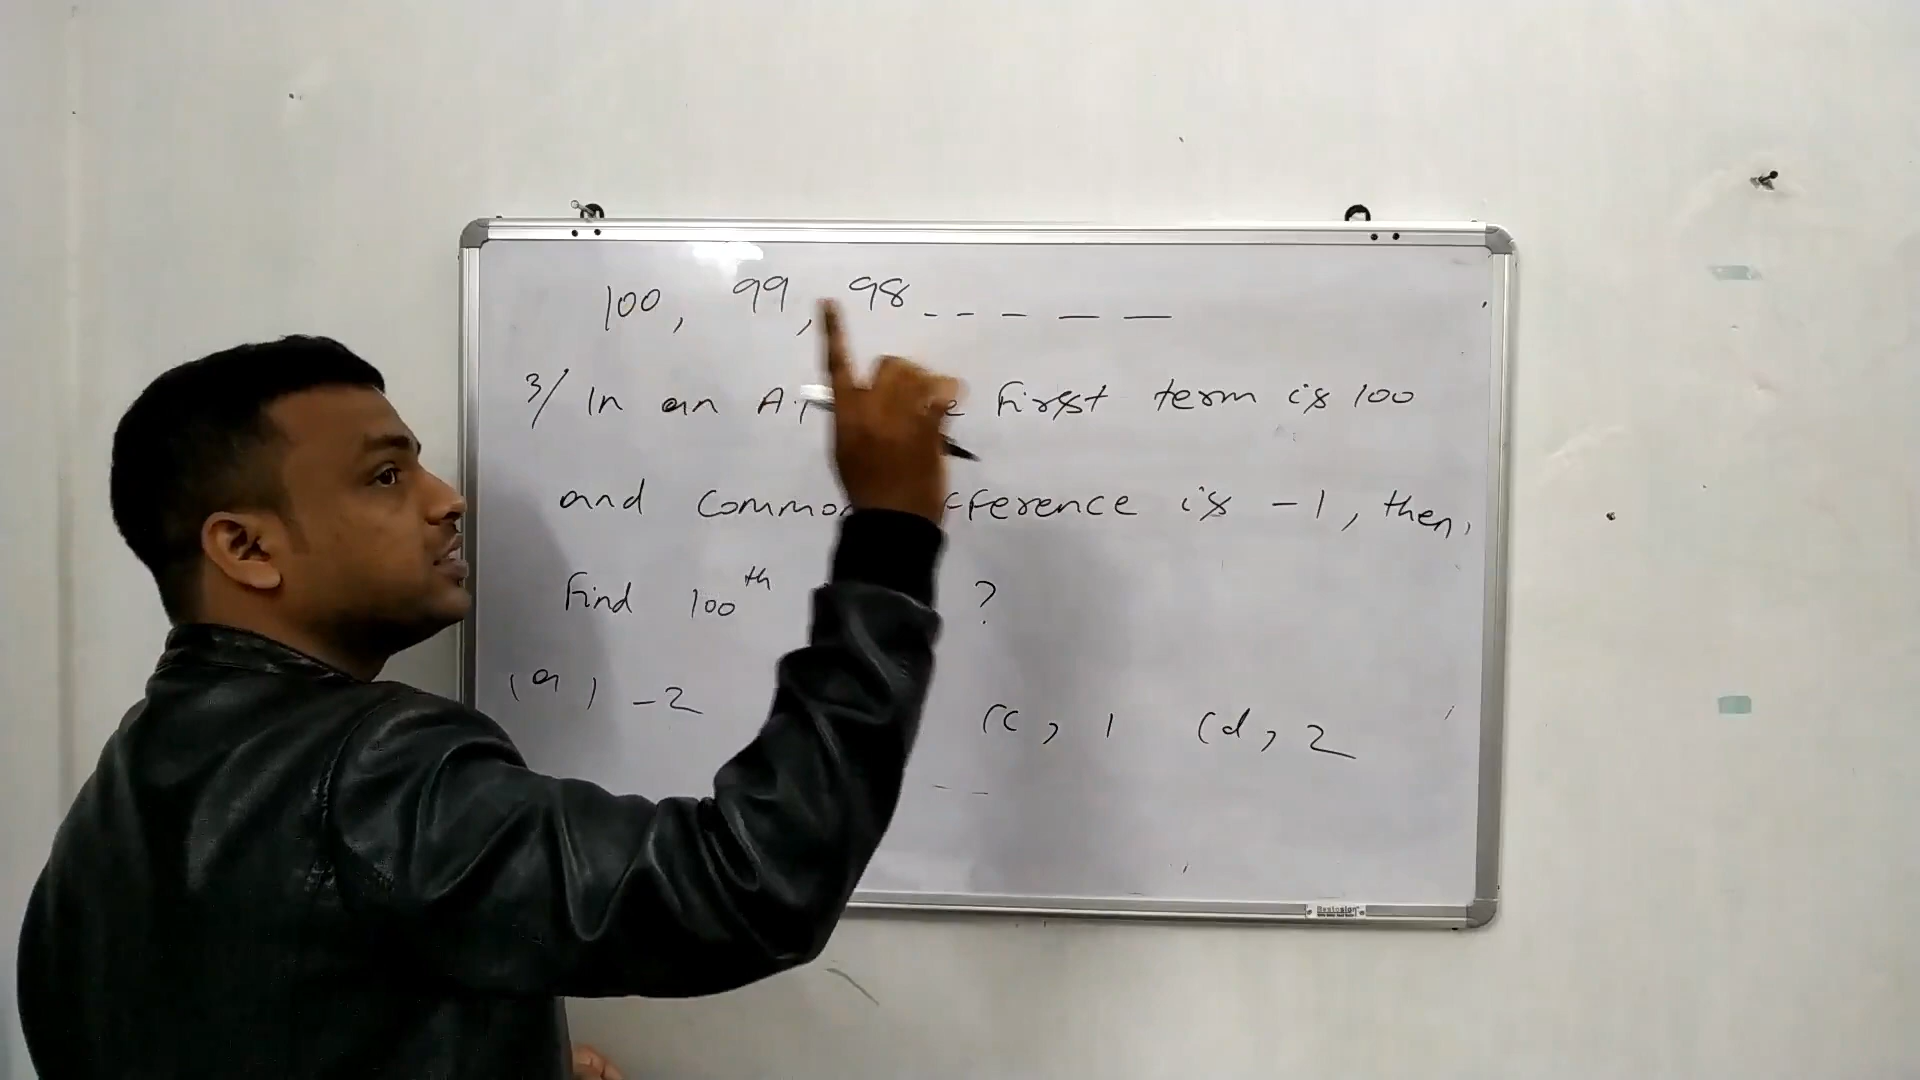 100, 99, 98 - - - — —
3/ In an A.P e first term is 100
and common fference is -1, then,
Find 100th ?
(a) -2 (c) 1 (d) 2
- -